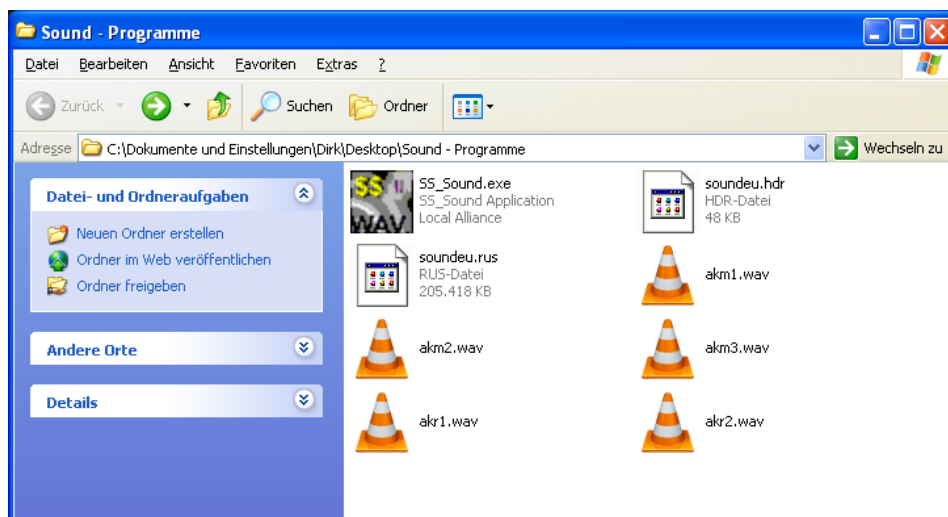 Sound - Programme
Datei Bearbeiten Ansicht Favoriten Extras ?
Zurück Suchen Ordner
Adresse C:\Dokumente und Einstellungen\Dirk\Desktop\Sound - Programme Wechseln zu
Datei- und Ordneraufgaben
Neuen Ordner erstellen
Ordner im Web veröffentlichen
Ordner freigeben
Andere Orte
Details
SS
WAV
SS_Sound.exe
SS_Sound Application
Local Alliance
soundeu.hdr
HDR-Datei
48 KB
soundeu.rus
RUS-Datei
205.418 KB
akm1.wav
akm2.wav
akm3.wav
akr1.wav
akr2.wav